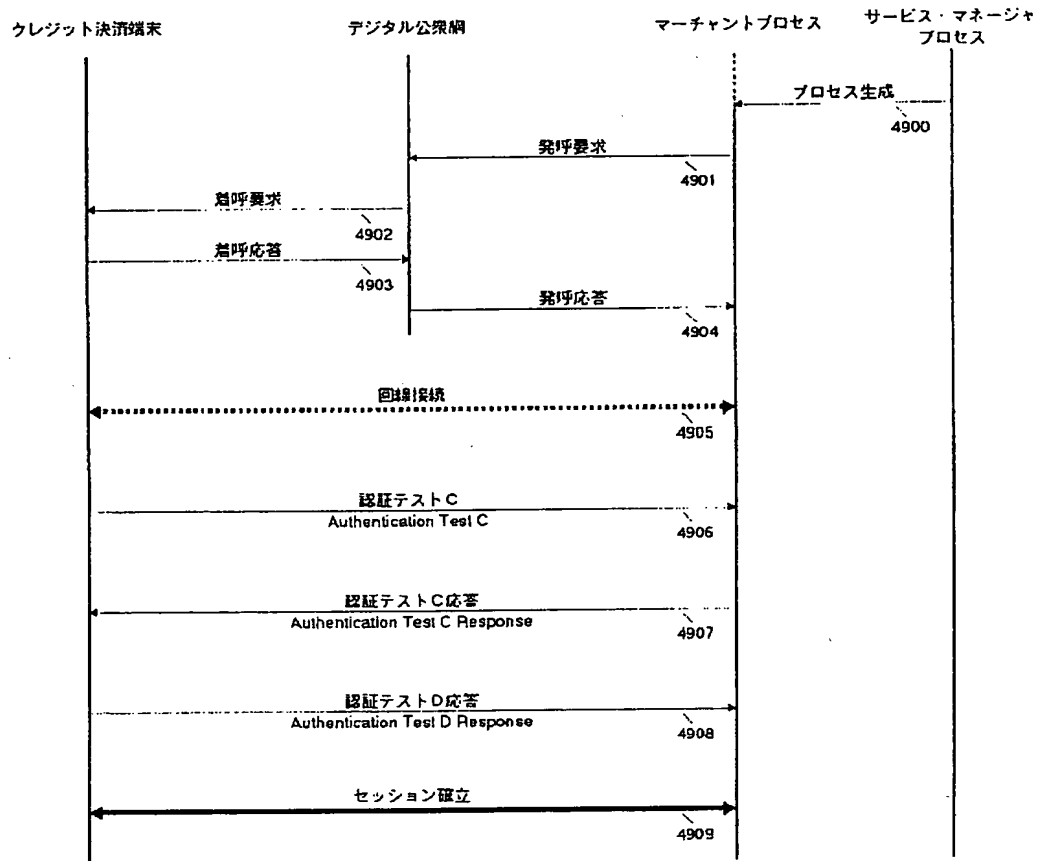 クレジット決済端末
デジタル公衆網
マーチャントプロセス
サービス・マネージャ
プロセス
プロセス生成
4900
発呼要求
4901
着呼要求
4902
着呼応答
4903
発呼応答
4904
回線接続
4905
認証テストC
Authentication Test C
4906
認証テストC応答
Authentication Test C Response
4907
認証テストD応答
Authentication Test D Response
4908
セッション確立
4909